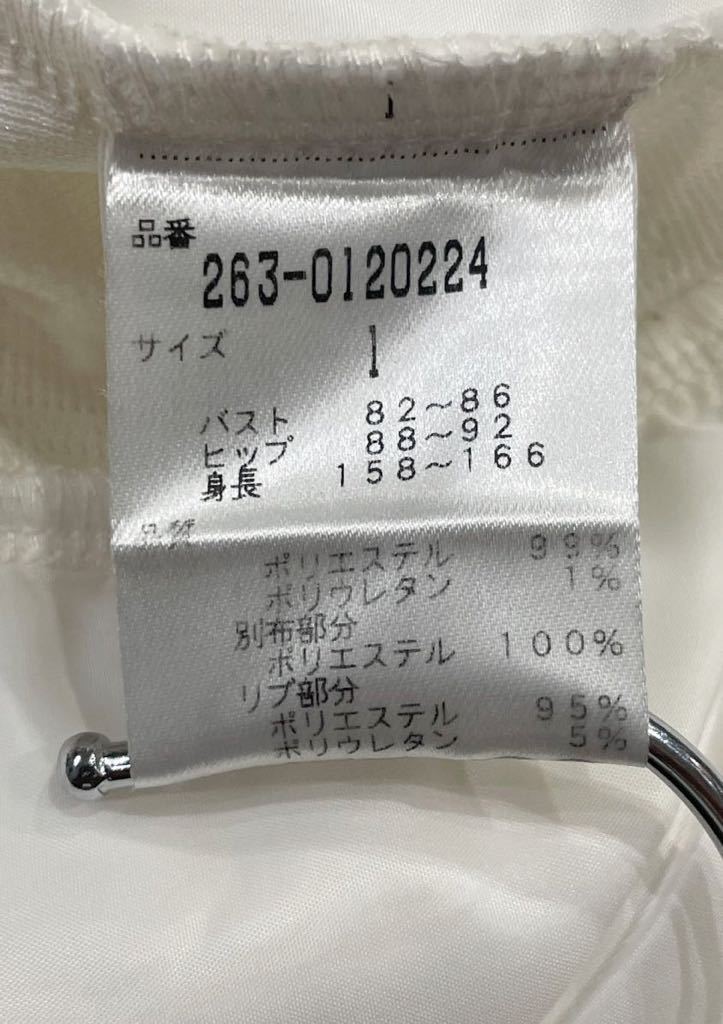 品番
263-0120224
サイズ 1
バスト 82～86
ヒップ 88～92
身長 158～166
品質
ポリエステル 99%
ポリウレタン 1%
別布部分
ポリエステル 100%
リブ部分
ポリエステル 95%
ポリウレタン 5%